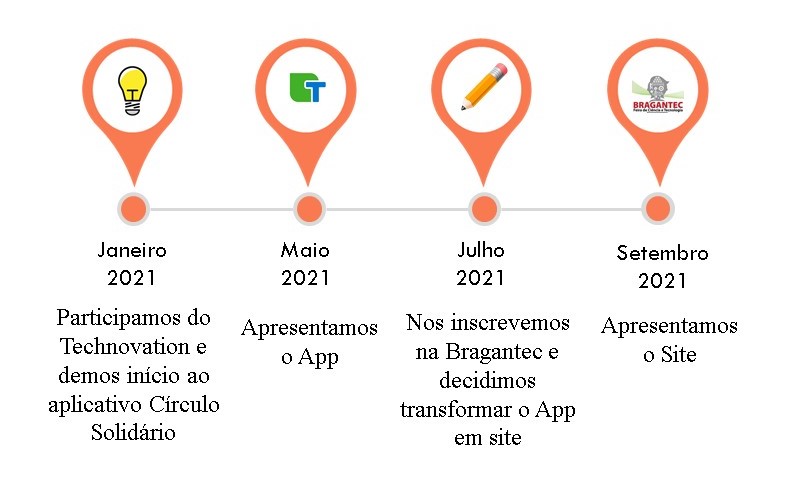 BRAGANTEC
Feira de Ciência e Tecnologia
T
Janeiro
2021
Participamos do
Technovation e
demos início ao
aplicativo Círculo
Solidário
Maio
2021
Apresentamos
o App
Julho
2021
Nos inscrevemos
na Bragantec e
decidimos
transformar o App
em site
Setembro
2021
Apresentamos
o Site